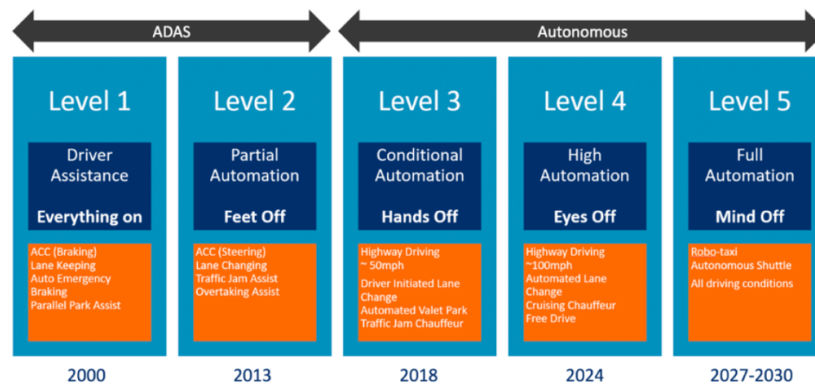 ADAS
Autonomous
Level 1
Driver
Assistance
Everything on
ACC (Braking)
Lane Keeping
Auto Emergency
Braking
Parallel Park Assist
2000
Level 2
Partial
Automation
Feet Off
ACC (Steering)
Lane Changing
Traffic Jam Assist
Overtaking Assist
2013
Level 3
Conditional
Automation
Hands Off
Highway Driving
~ 50mph
Driver Initiated Lane
Change
Automated Valet Park
Traffic Jam Chauffeur
2018
Level 4
High
Automation
Eyes Off
Highway Driving
~100mph
Automated Lane
Change
Cruising Chauffeur
Free Drive
2024
Level 5
Full
Automation
Mind Off
Robo-taxi
Autonomous Shuttle
All driving conditions
2027-2030